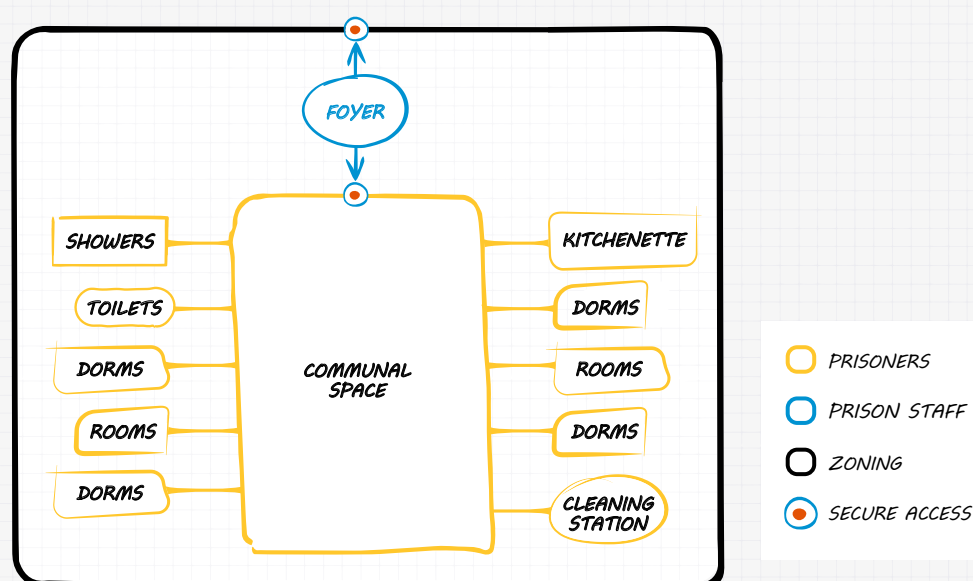 FOYER
SHOWERS
KITCHENETTE
TOILETS
DORMS
DORMS
ROOMS
COMMUNAL
SPACE
ROOMS
DORMS
DORMS
CLEANING
STATION
PRISONERS
PRISON STAFF
ZONING
SECURE ACCESS